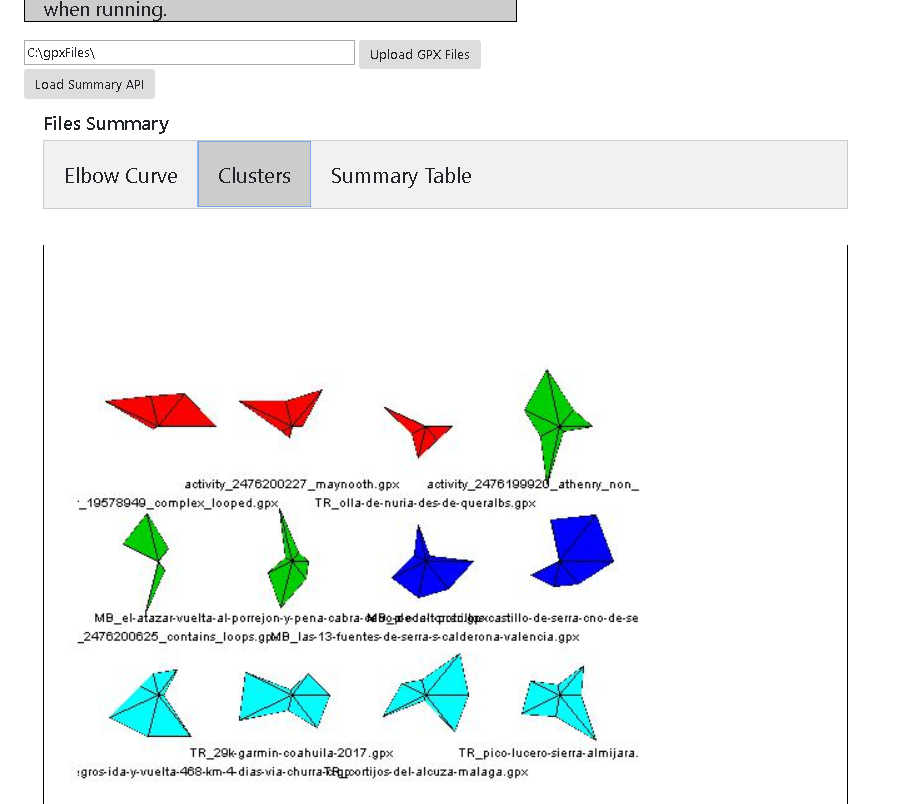 when running.
C:\gpxFiles\
Upload GPX Files
Load Summary API
Files Summary
Elbow Curve Clusters Summary Table
activity_2476200227_maynooth.gpx activity_2476199920_athenry_non_
_19578949_complex_looped.gpx TR_olla-de-nuria-des-de-queralbs.gpx
MB_el-atazar-vuelta-al-porrejon-y-pena-cabra- castillo-de-serra-cno-de-se
_2476200625_contains_loops.gpx MB_las-13-fuentes-de-serra-s-calderona-valencia.gpx
TR_29k-garmin-coahuila-2017.gpx TR_pico-lucero-sierra-almijara.
gros-ida-y-vuelta-468-km-4-dias-via-churra- ortijos-del-alcuza-malaga.gpx